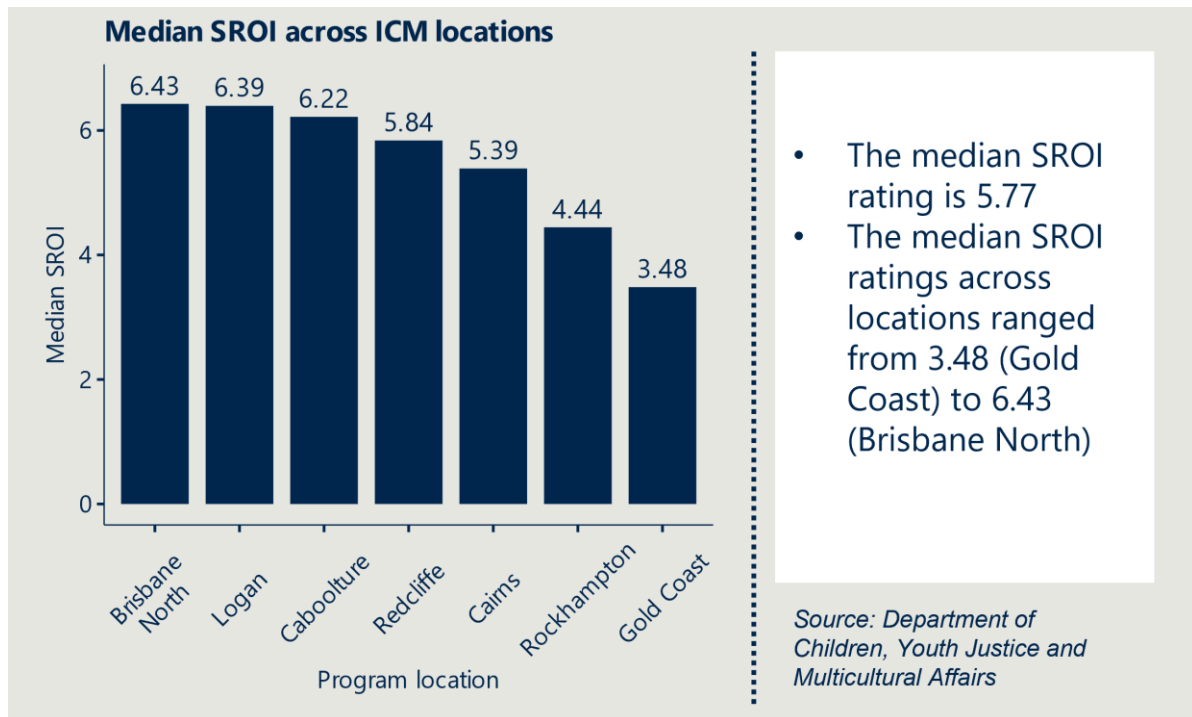 Median SROI across ICM locations
6.43
6.39
6.22
5.84
5.39
4.44
3.48
6
4
2
0
Median SROI
Brisbane
North
Logan
Caboolture
Redcliffe
Cairns
Rockhampton
Gold Coast
Program location
• The median SROI
rating is 5.77
• The median SROI
ratings across
locations ranged
from 3.48 (Gold
Coast) to 6.43
(Brisbane North)
Source: Department of
Children, Youth Justice and
Multicultural Affairs